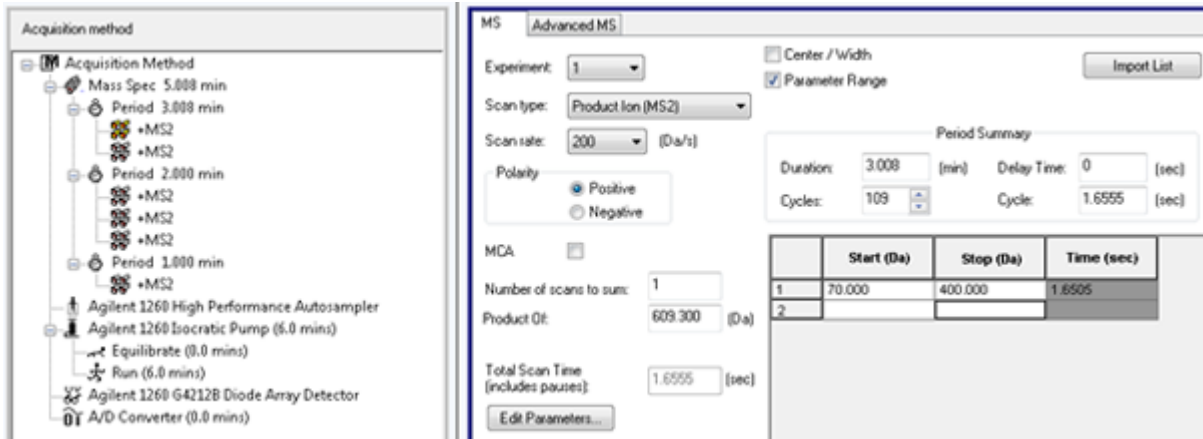 Acquisition method
Acquisition Method
Mass Spec 5.008 min
Period 3.008 min
+MS2
+MS2
Period 2.000 min
+MS2
+MS2
+MS2
Period 1.000 min
+MS2
Agilent 1260 High Performance Autosampler
Agilent 1260 Isocratic Pump (6.0 mins)
Equilibrate (0.0 mins)
Run (6.0 mins)
Agilent 1260 G4212B Diode Array Detector
A/D Converter (0.0 mins)
MS Advanced MS
Experiment: 1
Scan type: Product Ion (MS2)
Scan rate: 200 (Da/s)
Polarity
Positive
Negative
MCA
Number of scans to sum: 1
Product Of: 609.300 (Da)
Total Scan Time
(includes pauses): 1.6555 (sec)
Edit Parameters...
Center / Width
Parameter Range
Import List
Period Summary
Duration: 3.008 (min) Delay Time: 0 (sec)
Cycles: 109 Cycle: 1.6555 (sec)
Start (Da) Stop (Da) Time (sec)
1 70.000 400.000 1.6505
2